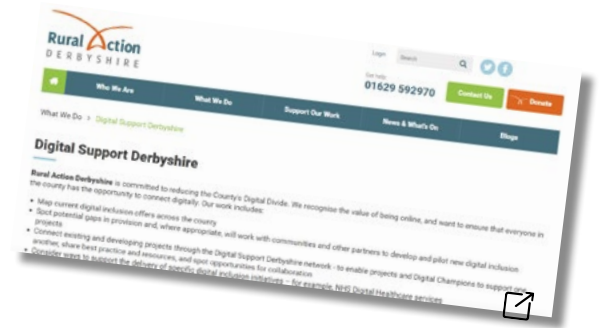 Rural Action
DERBYSHIRE
Login
Search
Get help
01629 592970
Contact Us
Donate
Who We Are
What We Do
Support Our Work
News & What's On
Blogs
What We Do > Digital Support Derbyshire
Digital Support Derbyshire
Rural Action Derbyshire is committed to reducing the County's Digital Divide. We recognise the value of being online, and want to ensure that everyone in
the county has the opportunity to connect digitally. Our work includes:
• Map current digital inclusion offers across the county
• Spot potential gaps in provision and, where appropriate, will work with communities and other partners to develop and pilot new digital inclusion
projects
• Connect existing and developing projects through the Digital Support Derbyshire network - to enable projects and Digital Champions to support one
another, share best practice and resources, and spot opportunities for collaboration
• Consider ways to support the delivery of specific digital inclusion initiatives – for example, NHS Digital Healthcare services